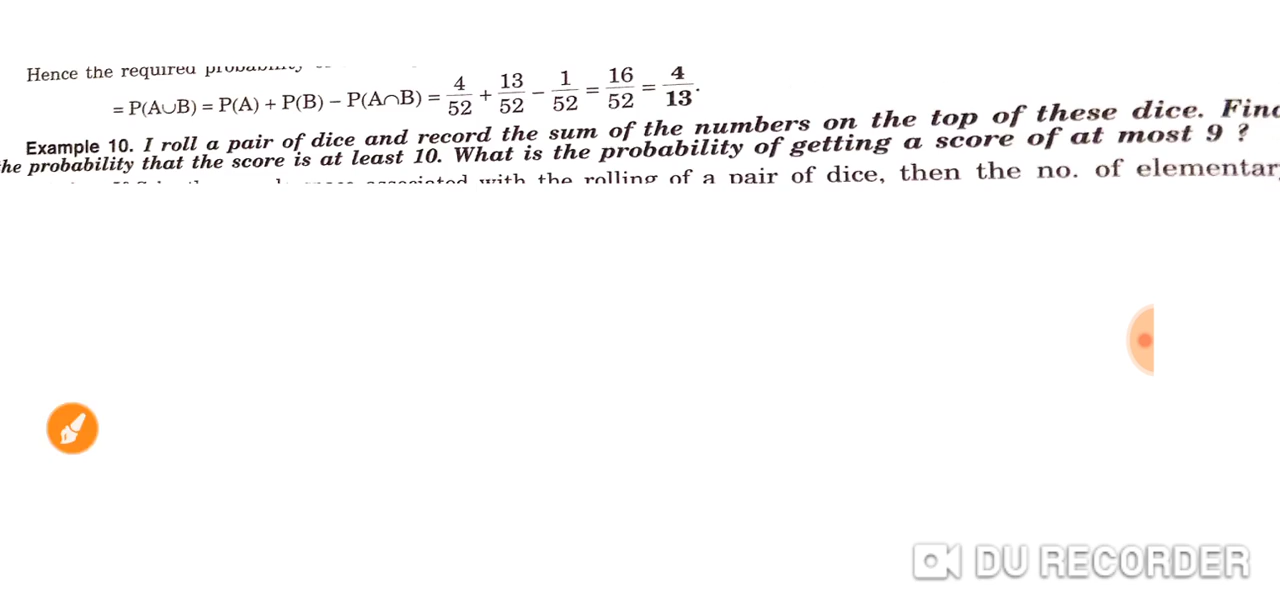 Hence the required
= P(A∪B) = P(A) + P(B) − P(A∩B) = 4/52 + 13/52 − 1/52 = 16/52 = 4/13.
Example 10. I roll a pair of dice and record the sum of the numbers on the top of these dice. Find
he probability that the score is at least 10. What is the probability of getting a score of at most 9 ?
with the rolling of a pair of dice, then the no. of elementar
DU RECORDER